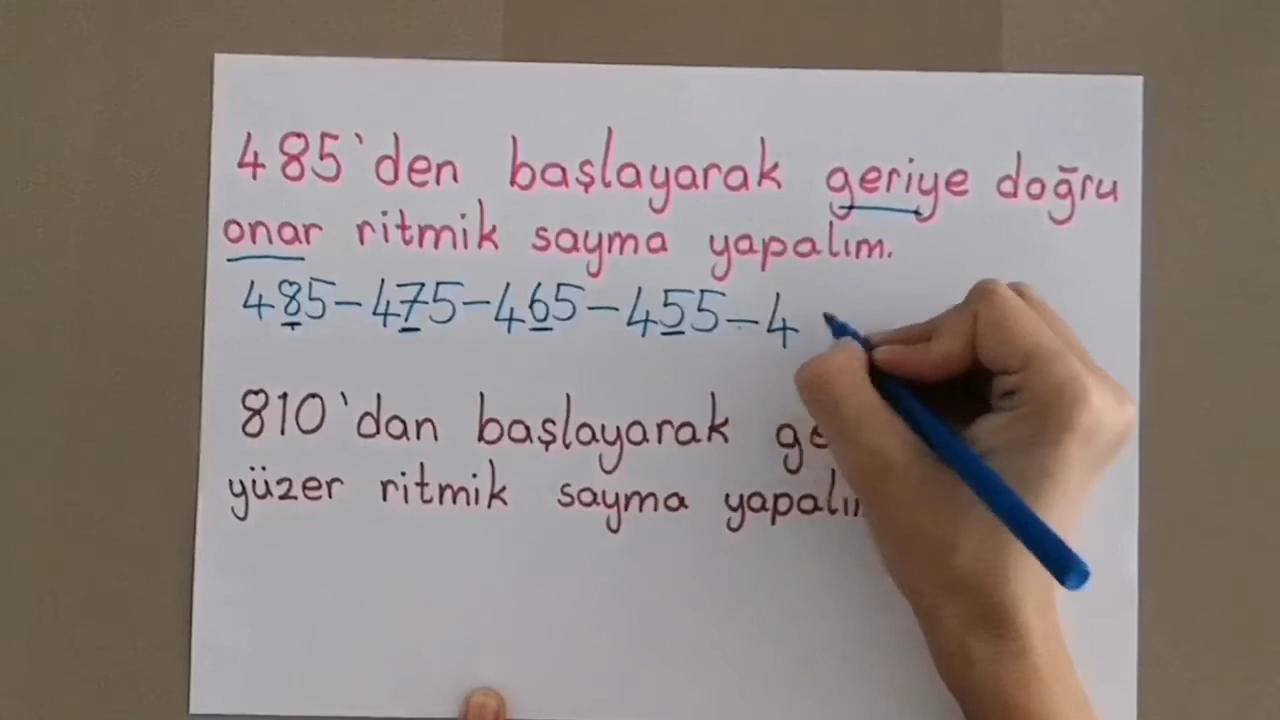 485'den başlayarak geriye doğru
onar ritmik sayma yapalım.
485-475-465-455-4
810'dan başlayarak
yüzer ritmik sayma